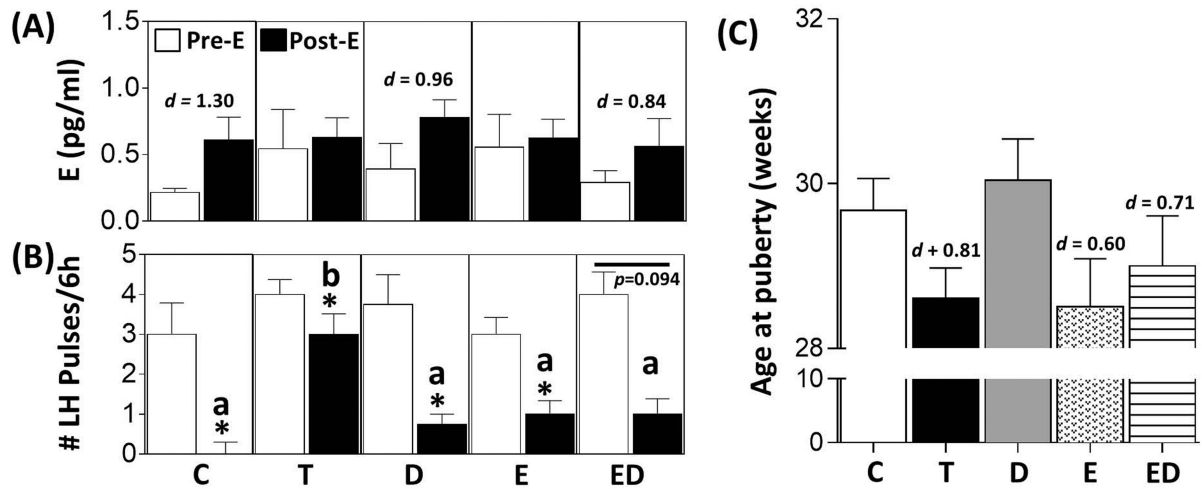 (A)
E (pg/ml)
1.5
1.0
0.5
0.0
Pre-E
Post-E
d = 1.30
d = 0.96
d = 0.84
(B)
# LH Pulses/6h
5
4
3
2
1
0
a
*
b
*
a
*
a
*
p=0.094
a
C T D E ED
(C)
Age at puberty (weeks)
32
30
28
10
0
d + 0.81
d = 0.60
d = 0.71
C T D E ED